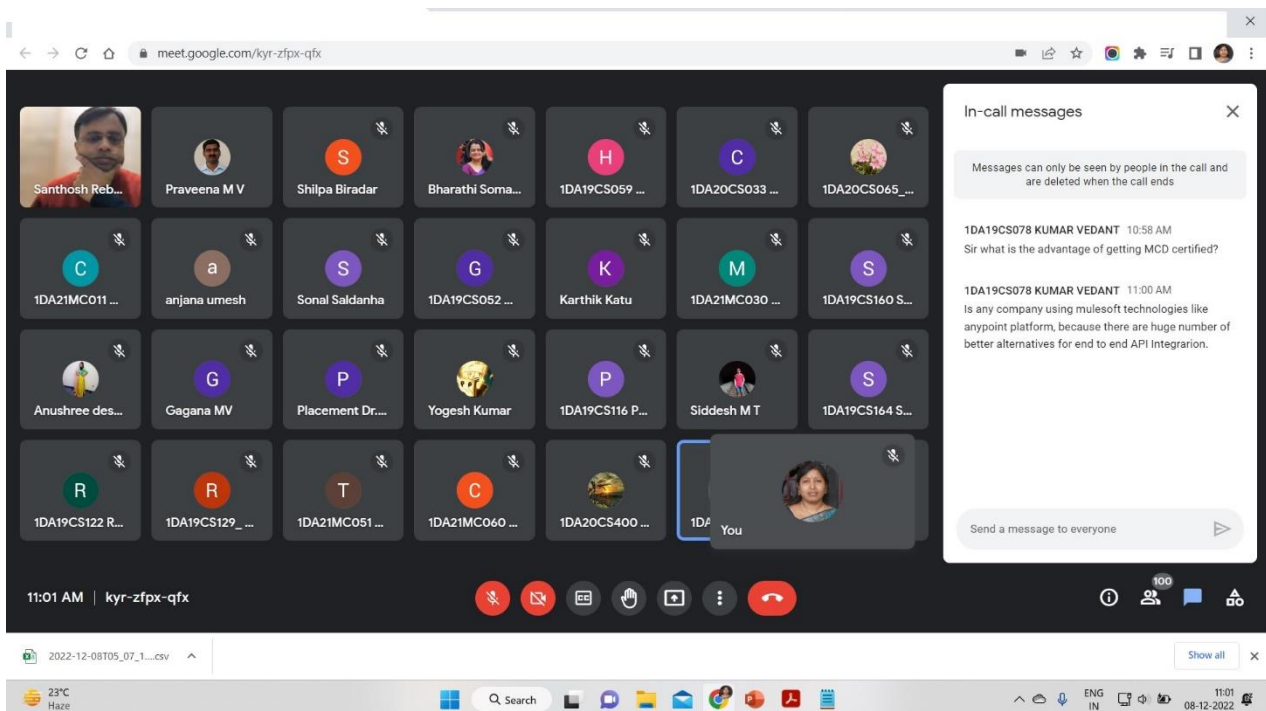 meet.google.com/kyr-zfpx-qfx
Santhosh Reb...
Praveena M V
S
Shilpa Biradar
Bharathi Soma...
H
1DA19CS059 ...
C
1DA20CS033 ...
1DA20CS065_...
C
1DA21MC011 ...
a
anjana umesh
S
Sonal Saldanha
G
1DA19CS052 ...
K
Karthik Katu
M
1DA21MC030 ...
S
1DA19CS160 S...
Anushree des...
G
Gagana MV
P
Placement Dr....
Yogesh Kumar
P
1DA19CS116 P...
Siddesh M T
S
1DA19CS164 S...
R
1DA19CS122 R...
R
1DA19CS129_ ...
T
1DA21MC051 ...
C
1DA21MC060 ...
1DA20CS400 ...
1DA
You
In-call messages
Messages can only be seen by people in the call and
are deleted when the call ends
1DA19CS078 KUMAR VEDANT 10:58 AM
Sir what is the advantage of getting MCD certified?
1DA19CS078 KUMAR VEDANT 11:00 AM
Is any company using mulesoft technologies like
anypoint platform, because there are huge number of
better alternatives for end to end API Integrarion.
Send a message to everyone
11:01 AM | kyr-zfpx-qfx
CC
100
2022-12-08T05_07_1....csv
Show all
23°C
Haze
Search
ENG
IN
11:01
08-12-2022